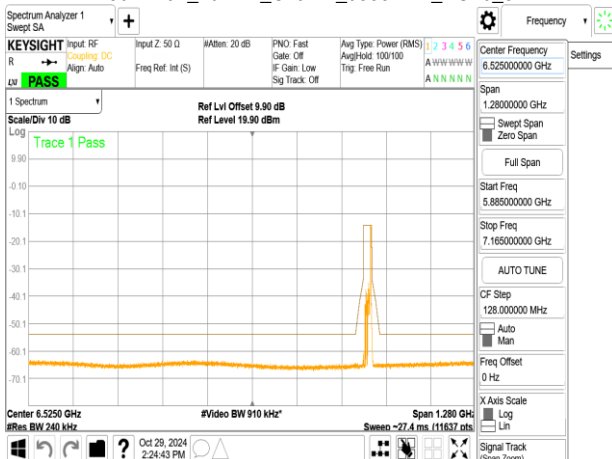 Spectrum Analyzer 1
Swept SA
+
Frequency
Settings
KEYSIGHT
R
LXI
PASS
Input: RF
Coupling: DC
Align: Auto
Input Z: 50 Ω
Freq Ref: Int (S)
#Atten: 20 dB
PNO: Fast
Gate: Off
IF Gain: Low
Sig Track: Off
Avg Type: Power (RMS)
Avg|Hold: 100/100
Trig: Free Run
1 2 3 4 5 6
A W W W W W
A N N N N N
1 Spectrum
Scale/Div 10 dB
Ref Lvl Offset 9.90 dB
Ref Level 19.90 dBm
Log
Trace 1 Pass
9.90
-0.10
-10.1
-20.1
-30.1
-40.1
-50.1
-60.1
-70.1
Center 6.5250 GHz
#Res BW 240 kHz
#Video BW 910 kHz*
Span 1.280 GHz
Sweep ~27.4 ms (11637 pts
Center Frequency
6.525000000 GHz
Span
1.28000000 GHz
Swept Span
Zero Span
Full Span
Start Freq
5.885000000 GHz
Stop Freq
7.165000000 GHz
AUTO TUNE
CF Step
128.000000 MHz
Auto
Man
Freq Offset
0 Hz
X Axis Scale
Log
Lin
Signal Track
(Span Zoom)
?
Oct 29, 2024
2:24:43 PM